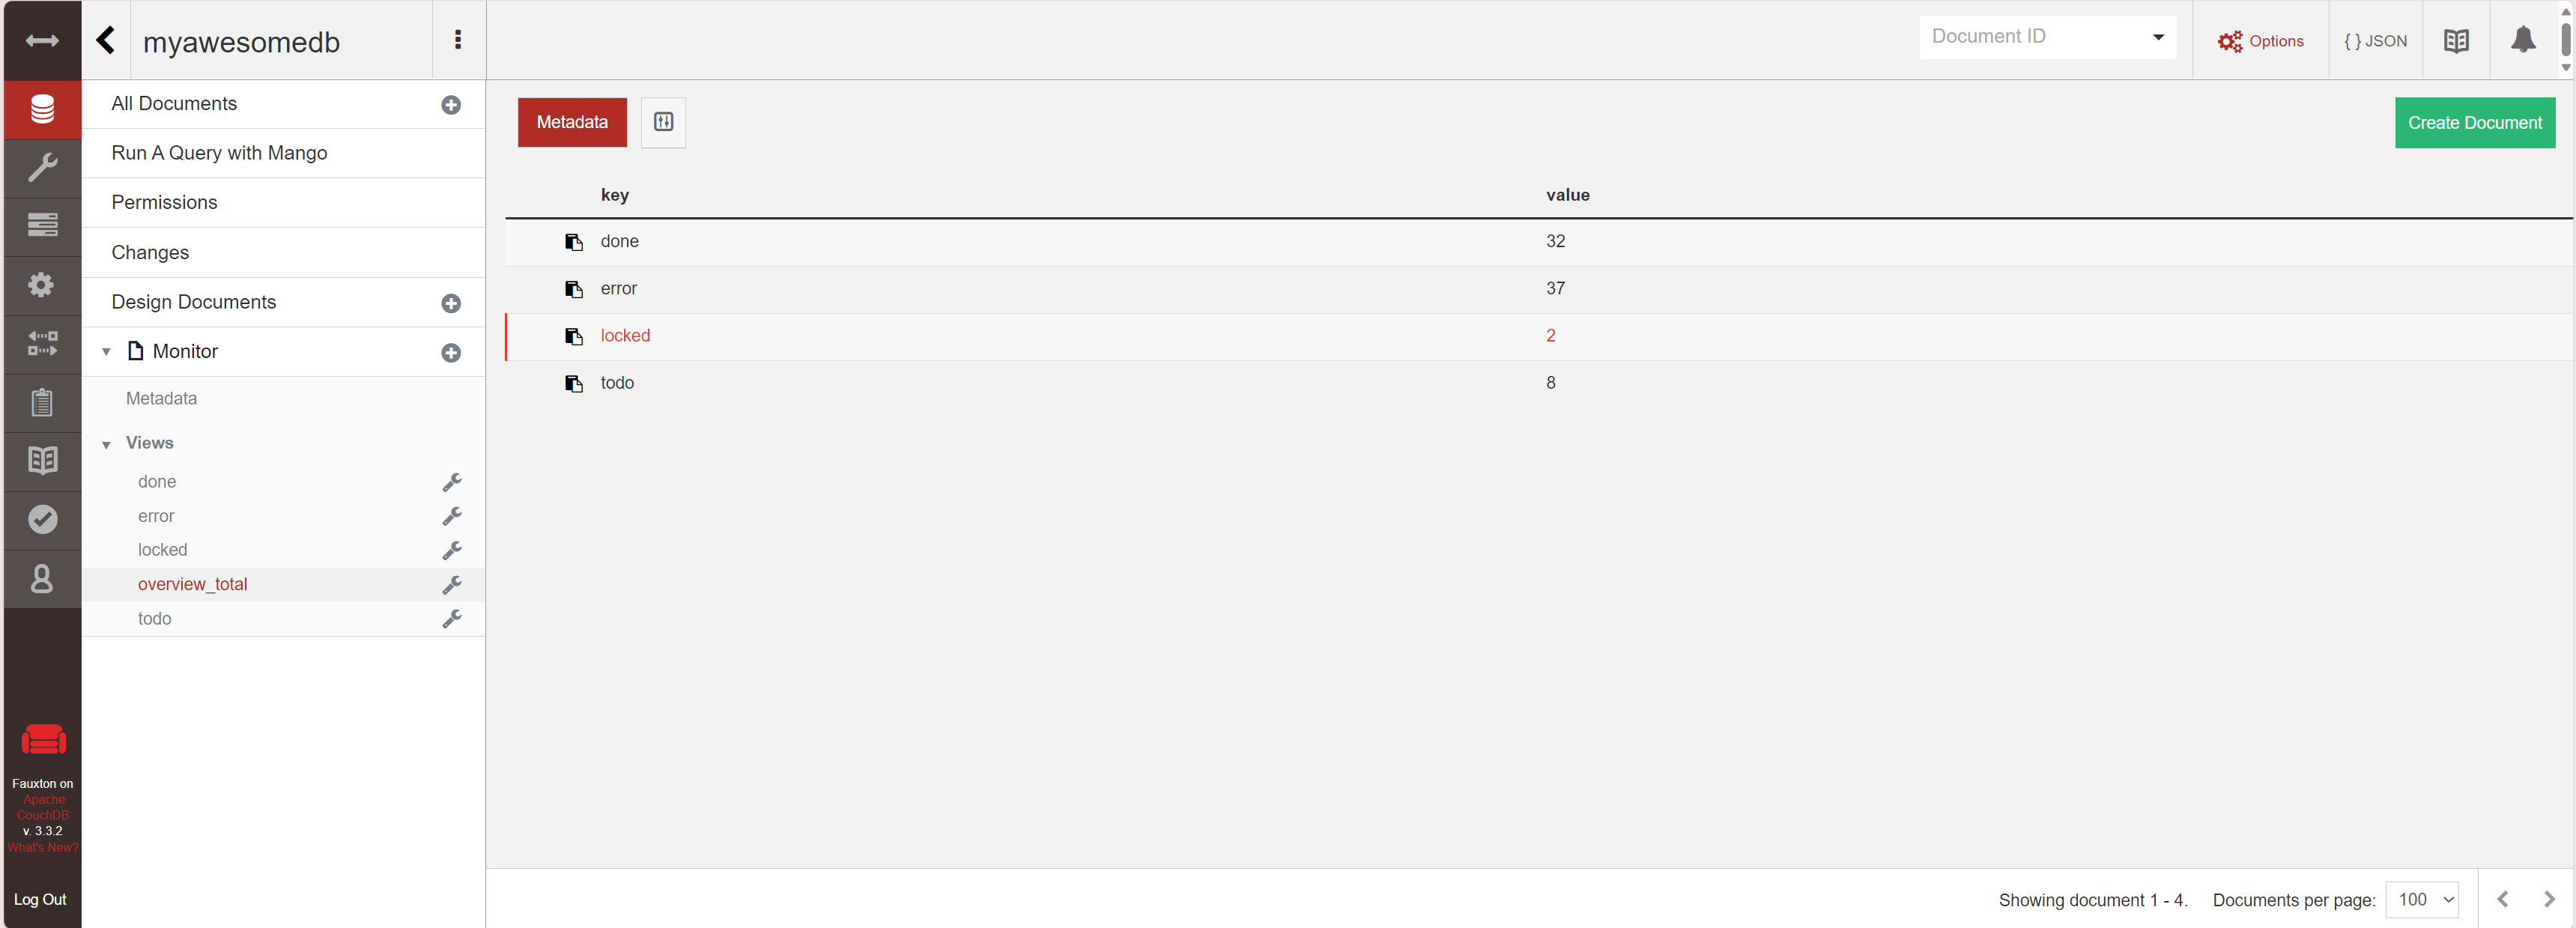 myawesomedb
Document ID
Options
{ } JSON
All Documents
Run A Query with Mango
Permissions
Changes
Design Documents
Monitor
Metadata
Views
done
error
locked
overview_total
todo
Metadata
Create Document
key value
done 32
error 37
locked 2
todo 8
Fauxton on
Apache
CouchDB
v. 3.3.2
What's New?
Log Out
Showing document 1 - 4. Documents per page: 100